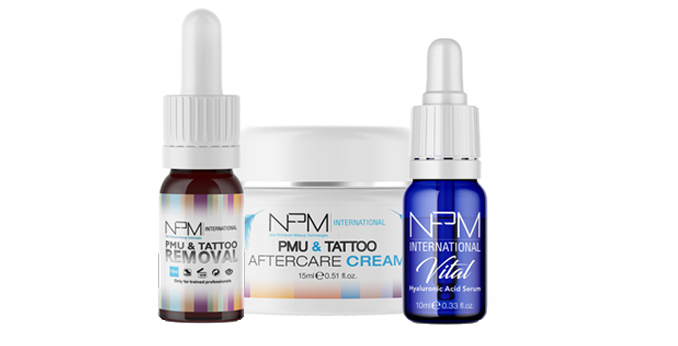 NPM INTERNATIONAL
PMU & TATTOO
REMOVAL
Only for trained professionals
NPM INTERNATIONAL
PMU & TATTOO
AFTERCARE CREAM
15ml e 0.51 fl.oz.
NPM
INTERNATIONAL
Vital
Hyaluronic Acid Serum
10ml e 0.33 fl.oz.